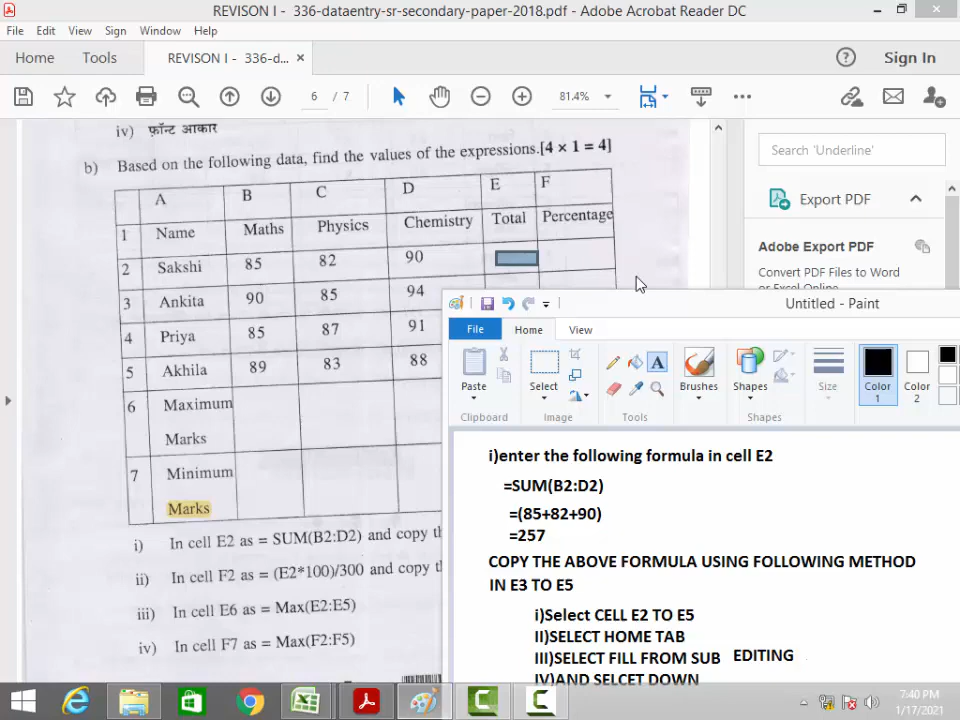 REVISON I - 336-dataentry-sr-secondary-paper-2018.pdf - Adobe Acrobat Reader DC
File Edit View Sign Window Help
Home Tools REVISON I - 336-d... × Sign In
6 / 7 81.4%
iv) फ़ॉन्ट आकार
b) Based on the following data, find the values of the expressions.[4 × 1 = 4]
A B C D E F
1 Name Maths Physics Chemistry Total Percentage
2 Sakshi 85 82 90
3 Ankita 90 85 94
4 Priya 85 87 91
5 Akhila 89 83 88
6 Maximum
Marks
7 Minimum
Marks
i) In cell E2 as = SUM(B2:D2) and copy th
ii) In cell F2 as = (E2*100)/300 and copy t
iii) In cell E6 as = Max(E2:E5)
iv) In cell F7 as = Max(F2:F5)
Search 'Underline'
Export PDF
Adobe Export PDF
Convert PDF Files to Word
or Excel Online
Untitled - Paint
File Home View
Paste Select Brushes Shapes Size Color Color
1 2
Clipboard Image Tools Shapes
i)enter the following formula in cell E2
=SUM(B2:D2)
=(85+82+90)
=257
COPY THE ABOVE FORMULA USING FOLLOWING METHOD
IN E3 TO E5
i)Select CELL E2 TO E5
II)SELECT HOME TAB
III)SELECT FILL FROM SUB EDITING
IV)AND SELCET DOWN
7:40 PM
1/17/2021